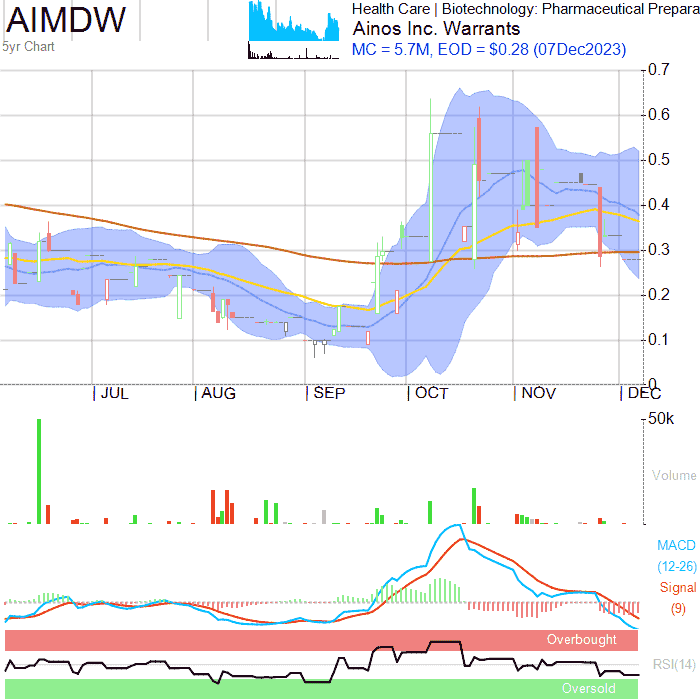 AIMDW
5yr Chart
Health Care | Biotechnology: Pharmaceutical Prepara
Ainos Inc. Warrants
MC = 5.7M, EOD = $0.28 (07Dec2023)
0.7
0.6
0.5
0.4
0.3
0.2
0.1
0
JUL AUG SEP OCT NOV DEC
50k
Volume
MACD
(12-26)
Signal
(9)
Overbought
RSI(14)
Oversold